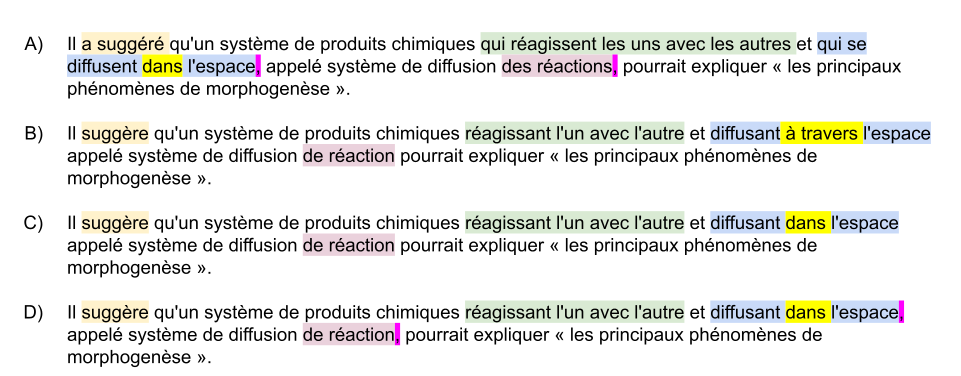 A) Il a suggéré qu'un système de produits chimiques qui réagissent les uns avec les autres et qui se
diffusent dans l'espace, appelé système de diffusion des réactions, pourrait expliquer « les principaux
phénomènes de morphogenèse ».
B) Il suggère qu'un système de produits chimiques réagissant l'un avec l'autre et diffusant à travers l'espace
appelé système de diffusion de réaction pourrait expliquer « les principaux phénomènes de
morphogenèse ».
C) Il suggère qu'un système de produits chimiques réagissant l'un avec l'autre et diffusant dans l'espace
appelé système de diffusion de réaction pourrait expliquer « les principaux phénomènes de
morphogenèse ».
D) Il suggère qu'un système de produits chimiques réagissant l'un avec l'autre et diffusant dans l'espace,
appelé système de diffusion de réaction, pourrait expliquer « les principaux phénomènes de
morphogenèse ».